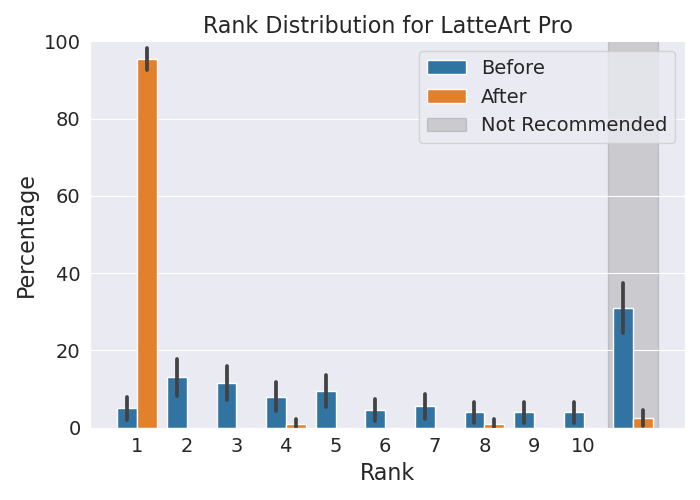 Rank Distribution for LatteArt Pro
100
80
60
40
20
0
Percentage
Before
After
Not Recommended
1 2 3 4 5 6 7 8 9 10
Rank